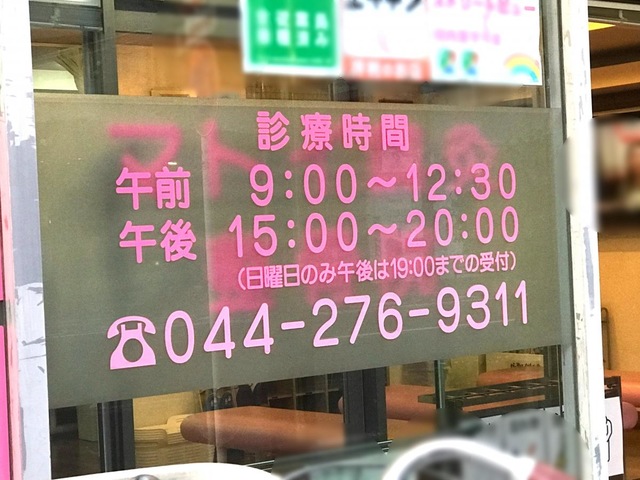 診療時間
午前 9:00〜12:30
午後 15:00〜20:00
(日曜日のみ午後は19:00までの受付)
☎044-276-9311